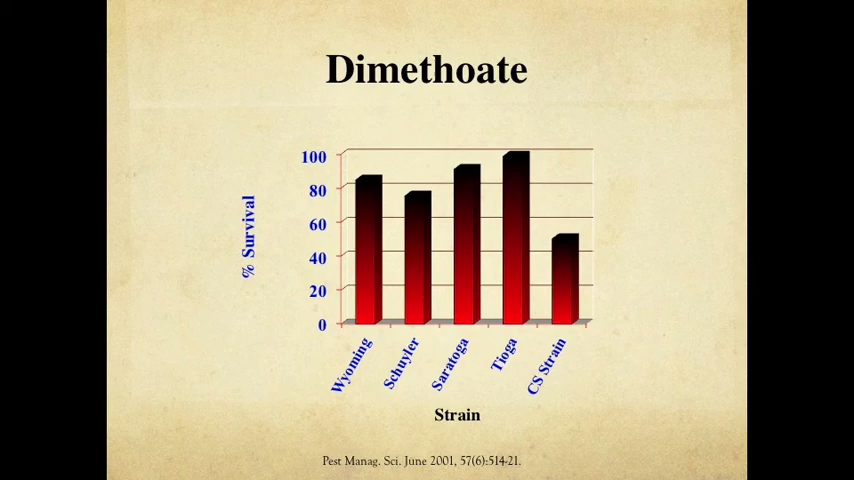 Dimethoate
100
80
60
40
20
0
% Survival
Wyoming
Schuyler
Saratoga
Tioga
CS Strain
Strain
Pest Manag. Sci. June 2001, 57(6):514-21.